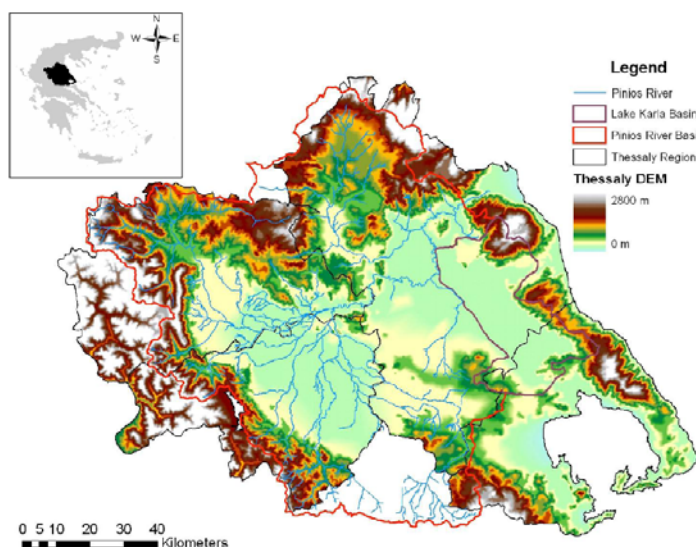 N
W E
S
Legend
Pinios River
Lake Karla Basin
Pinios River Basi
Thessaly Region
Thessaly DEM
2800 m
0 m
0 5 10 20 30 40
Kilometers